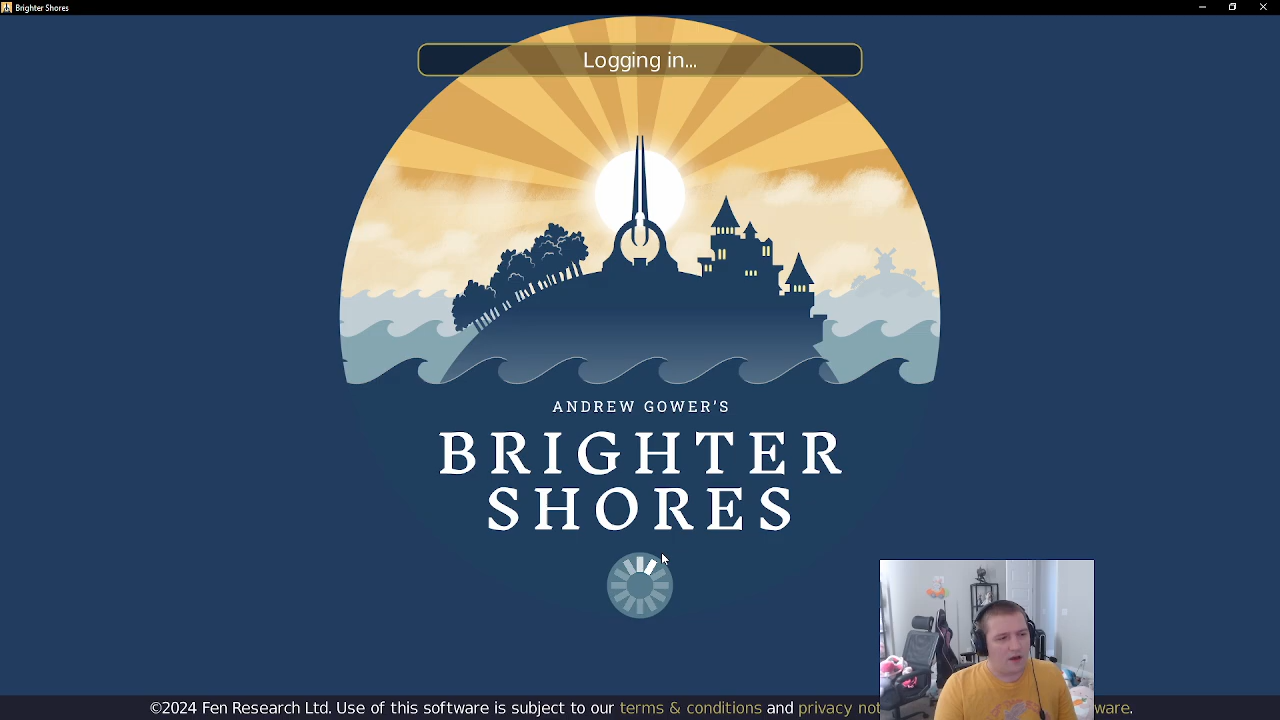 Brighter Shores
Logging in...
ANDREW GOWER'S
BRIGHTER
SHORES
©2024 Fen Research Ltd. Use of this software is subject to our terms & conditions and privacy not ware.